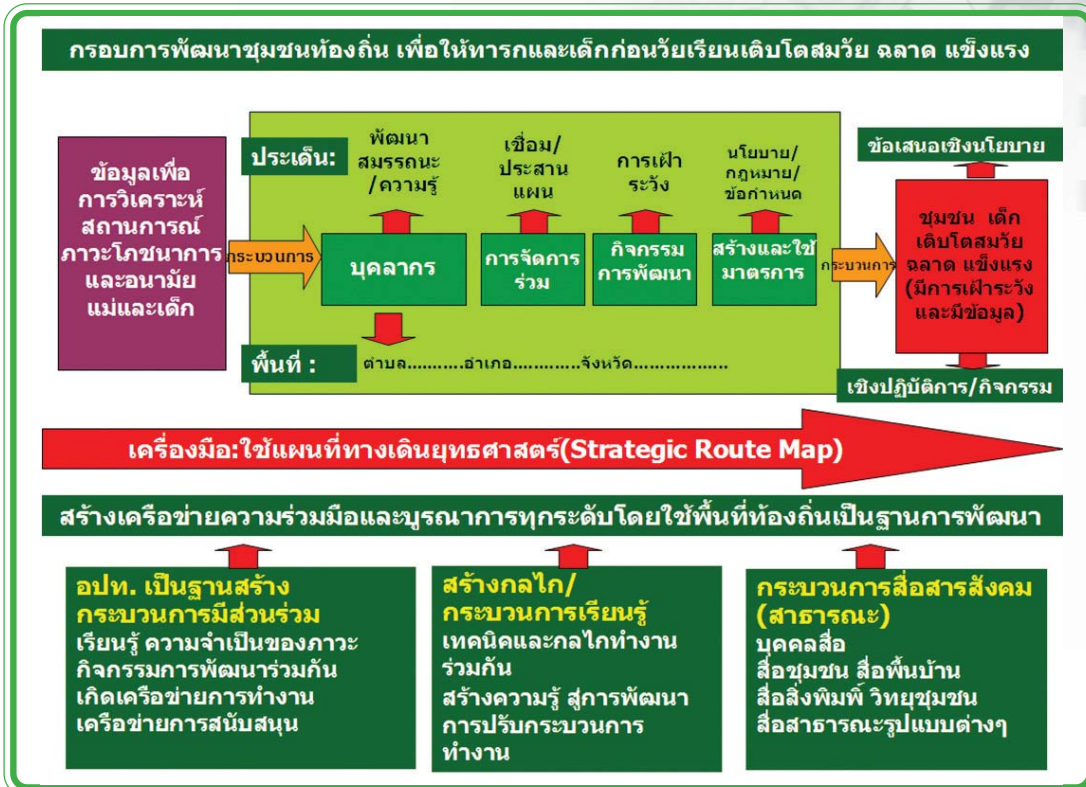 กรอบการพัฒนาชุมชนท้องถิ่น เพื่อให้ทารกและเด็กก่อนวัยเรียนเติบโตสมวัย ฉลาด แข็งแรง
ข้อมูลเพื่อ
การวิเคราะห์
สถานการณ์
ภาวะโภชนาการ
และอนามัย
แม่และเด็ก
กระบวนการ
ประเด็น:
พัฒนา
สมรรถนะ
/ความรู้
เชื่อม/
ประสาน
แผน
การเฝ้า
ระวัง
นโยบาย/
กฎหมาย/
ข้อกำหนด
บุคลากร
การจัดการ
ร่วม
กิจกรรม
การพัฒนา
สร้างและใช้
มาตรการ
พื้นที่ :
ตำบล..........อำเภอ............จังหวัด.................
กระบวนการ
ข้อเสนอเชิงนโยบาย
ชุมชน เด็ก
เติบโตสมวัย
ฉลาด แข็งแรง
(มีการเฝ้าระวัง
และมีข้อมูล)
เชิงปฏิบัติการ/กิจกรรม
เครื่องมือ:ใช้แผนที่ทางเดินยุทธศาสตร์(Strategic Route Map)
สร้างเครือข่ายความร่วมมือและบูรณาการทุกระดับโดยใช้พื้นที่ท้องถิ่นเป็นฐานการพัฒนา
อปท. เป็นฐานสร้าง
กระบวนการมีส่วนร่วม
เรียนรู้ ความจำเป็นของภาวะ
กิจกรรมการพัฒนาร่วมกัน
เกิดเครือข่ายการทำงาน
เครือข่ายการสนับสนุน
สร้างกลไก/
กระบวนการเรียนรู้
เทคนิคและกลไกทำงาน
ร่วมกัน
สร้างความรู้ สู่การพัฒนา
การปรับกระบวนการ
ทำงาน
กระบวนการสื่อสารสังคม
(สาธารณะ)
บุคคลสื่อ
สื่อชุมชน สื่อพื้นบ้าน
สื่อสิ่งพิมพ์ วิทยุชุมชน
สื่อสาธารณะรูปแบบต่างๆ